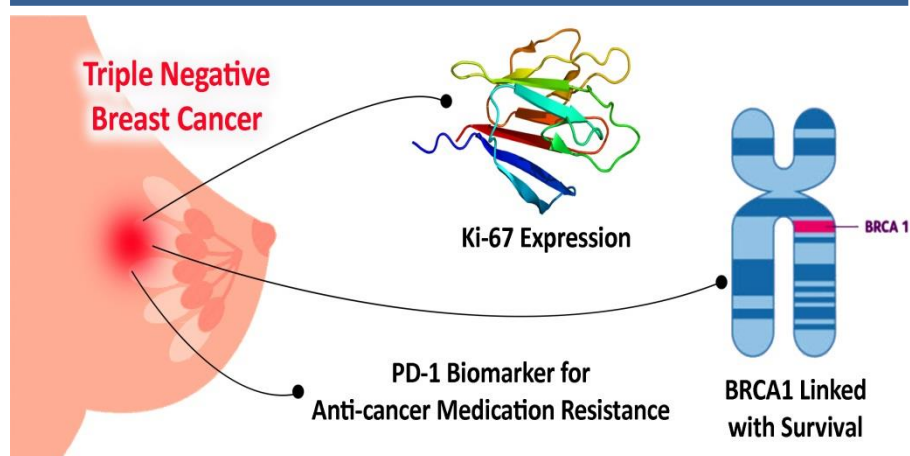 Triple Negative
Breast Cancer
Ki-67 Expression
BRCA 1
PD-1 Biomarker for
Anti-cancer Medication Resistance
BRCA1 Linked
with Survival